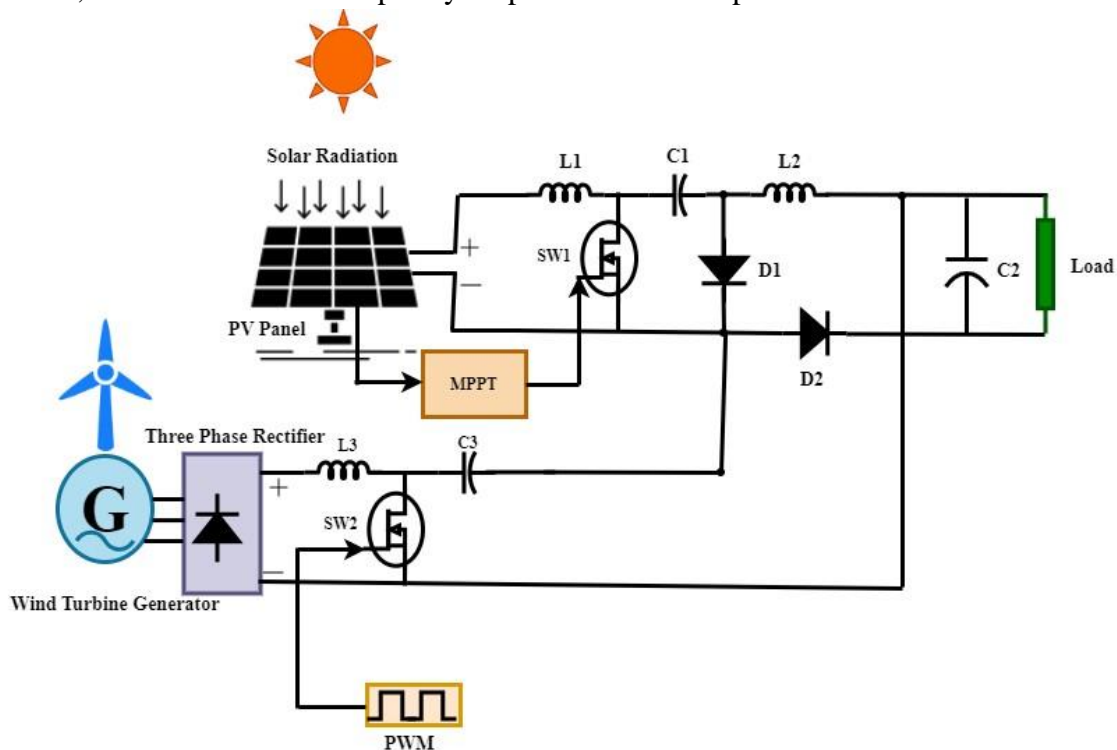 Solar Radiation
L1
C1
L2
+
SW1
D1
C2
Load
−
PV Panel
D2
MPPT
Three Phase Rectifier
L3
C3
+
G
SW2
−
Wind Turbine Generator
PWM